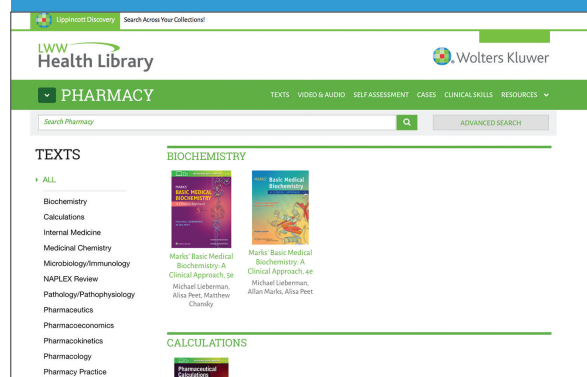 Lippincott Discovery Search Across Your Collections!
LWW
Health Library
Wolters Kluwer
PHARMACY
TEXTS VIDEO & AUDIO SELF ASSESSMENT CASES CLINICAL SKILLS RESOURCES
Search Pharmacy
ADVANCED SEARCH
TEXTS
ALL
Biochemistry
Calculations
Internal Medicine
Medicinal Chemistry
Microbiology/Immunology
NAPLEX Review
Pathology/Pathophysiology
Pharmaceutics
Pharmacoeconomics
Pharmacokinetics
Pharmacology
Pharmacy Practice
BIOCHEMISTRY
MARKS'
BASIC MEDICAL
BIOCHEMISTRY
Marks' Basic Medical
Biochemistry: A
Clinical Approach, 5e
Michael Lieberman,
Alisa Peet, Matthew
Chansky
MARKS' Basic Medical
Biochemistry
Marks' Basic Medical
Biochemistry: A
Clinical Approach, 4e
Michael Lieberman,
Allan Marks, Alisa Peet
CALCULATIONS
Pharmaceutical
Calculations